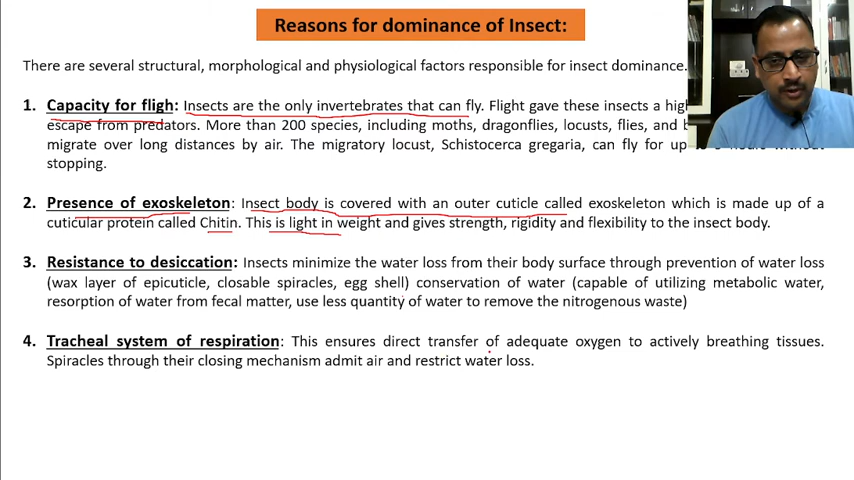 Reasons for dominance of Insect:
There are several structural, morphological and physiological factors responsible for insect dominance.
1. Capacity for fligh: Insects are the only invertebrates that can fly. Flight gave these insects a
escape from predators. More than 200 species, including moths, dragonflies, locusts, flies, and
migrate over long distances by air. The migratory locust, Schistocerca gregaria, can fly for up
stopping.
2. Presence of exoskeleton: Insect body is covered with an outer cuticle called exoskeleton which is made up of a
cuticular protein called Chitin. This is light in weight and gives strength, rigidity and flexibility to the insect body.
3. Resistance to desiccation: Insects minimize the water loss from their body surface through prevention of water loss
(wax layer of epicuticle, closable spiracles, egg shell) conservation of water (capable of utilizing metabolic water,
resorption of water from fecal matter, use less quantity of water to remove the nitrogenous waste)
4. Tracheal system of respiration: This ensures direct transfer of adequate oxygen to actively breathing tissues.
Spiracles through their closing mechanism admit air and restrict water loss.